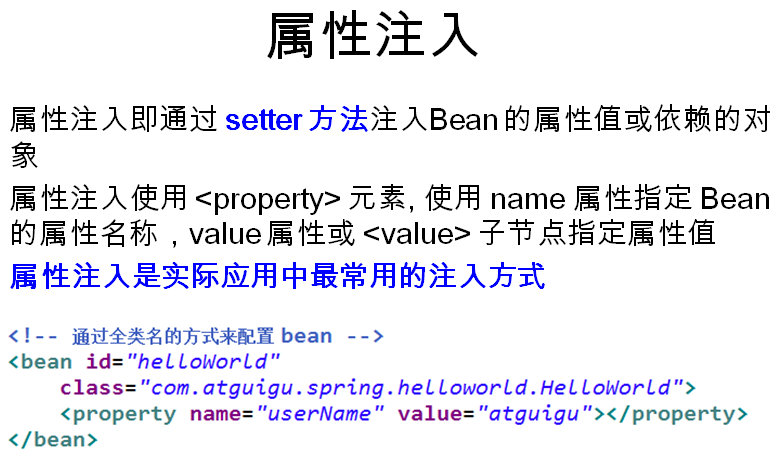 属性注入
属性注入即通过 setter 方法注入Bean 的属性值或依赖的对
象
属性注入使用 <property> 元素, 使用 name 属性指定 Bean
的属性名称，value 属性或 <value> 子节点指定属性值
属性注入是实际应用中最常用的注入方式
<!-- 通过全类名的方式来配置 bean -->
<bean id="helloWorld"
    class="com.atguigu.spring.helloworld.HelloWorld">
    <property name="userName" value="atguigu"></property>
</bean>